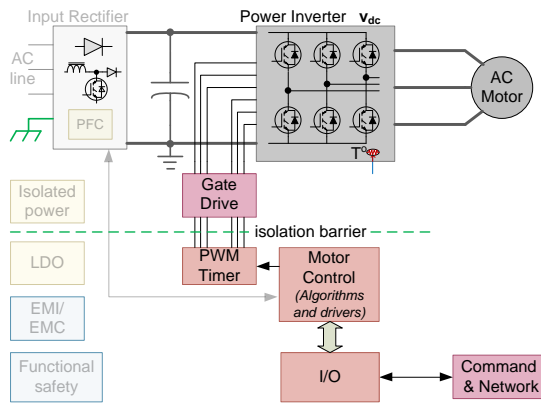 Input Rectifier
Power Inverter
v_dc
AC
line
PFC
AC
Motor
T°
Isolated
power
Gate
Drive
isolation barrier
LDO
PWM
Timer
Motor
Control
(Algorithms
and drivers)
EMI/
EMC
Functional
safety
I/O
Command
& Network